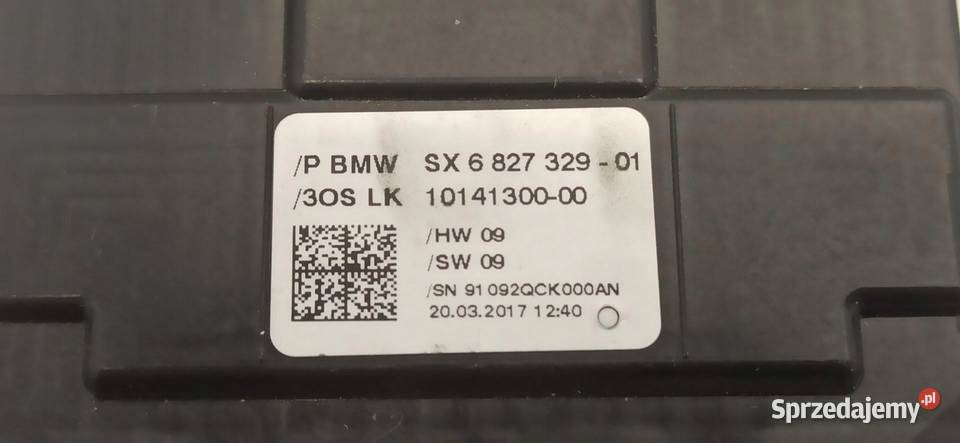 /P BMW SX 6 827 329 - 01
/3OS LK 10141300-00
/HW 09
/SW 09
/SN 91 092QCK000AN
20.03.2017 12:40
Sprzedajemy.pl